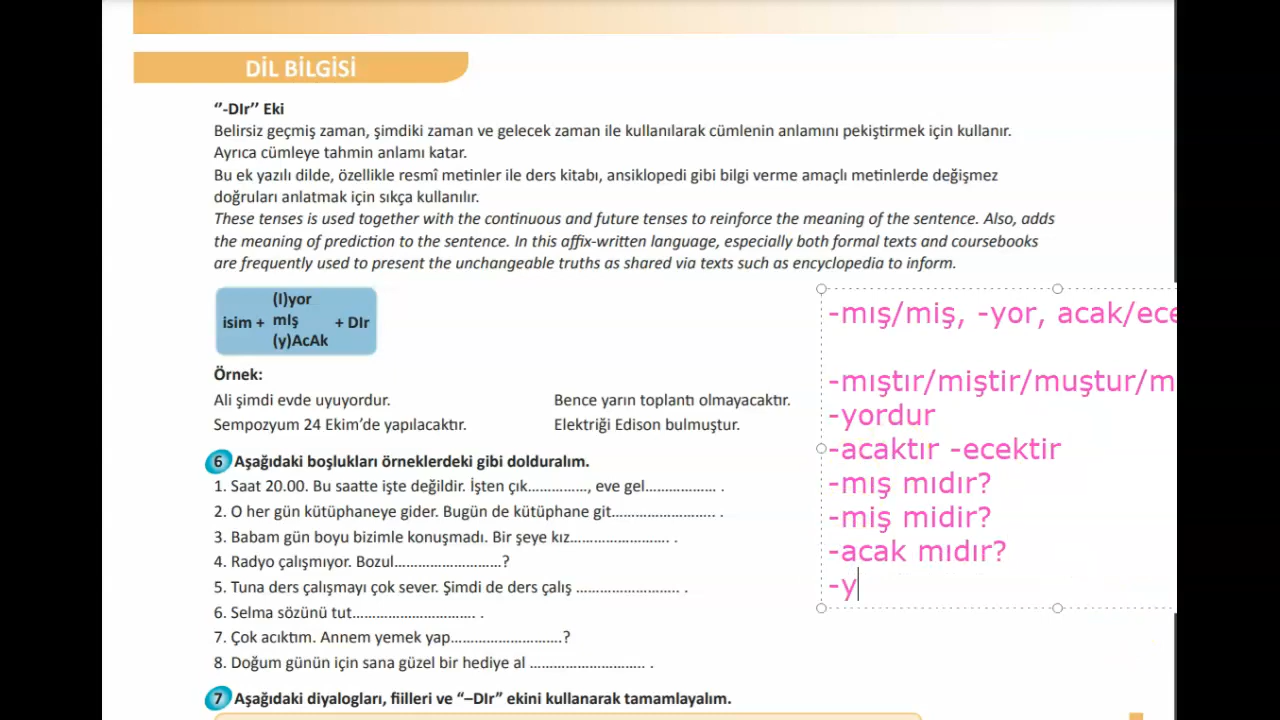 DİL BİLGİSİ
‘’-DIr’’ Eki
Belirsiz geçmiş zaman, şimdiki zaman ve gelecek zaman ile kullanılarak cümlenin anlamını pekiştirmek için kullanır.
Ayrıca cümleye tahmin anlamı katar.
Bu ek yazılı dilde, özellikle resmî metinler ile ders kitabı, ansiklopedi gibi bilgi verme amaçlı metinlerde değişmez
doğruları anlatmak için sıkça kullanılır.
These tenses is used together with the continuous and future tenses to reinforce the meaning of the sentence. Also, adds
the meaning of prediction to the sentence. In this affix-written language, especially both formal texts and coursebooks
are frequently used to present the unchangeable truths as shared via texts such as encyclopedia to inform.
(I)yor
isim + mIş + DIr
(y)AcAk
Örnek:
Ali şimdi evde uyuyordur. Bence yarın toplantı olmayacaktır.
Sempozyum 24 Ekim’de yapılacaktır. Elektriği Edison bulmuştur.
6 Aşağıdaki boşlukları örneklerdeki gibi dolduralım.
1. Saat 20.00. Bu saatte işte değildir. İşten çık……………, eve gel……………… .
2. O her gün kütüphaneye gider. Bugün de kütüphane git…………………….. .
3. Babam gün boyu bizimle konuşmadı. Bir şeye kız……………………. .
4. Radyo çalışmıyor. Bozul………………………?
5. Tuna ders çalışmayı çok sever. Şimdi de ders çalış …………………….. .
6. Selma sözünü tut…………………………. .
7. Çok acıktım. Annem yemek yap……………………….?
8. Doğum günün için sana güzel bir hediye al ……………………….. .
7 Aşağıdaki diyalogları, fiilleri ve “–DIr” ekini kullanarak tamamlayalım.
-mış/miş, -yor, acak/ece
-mıştır/miştir/muştur/m
-yordur
-acaktır -ecektir
-mış mıdır?
-miş midir?
-acak mıdır?
-y